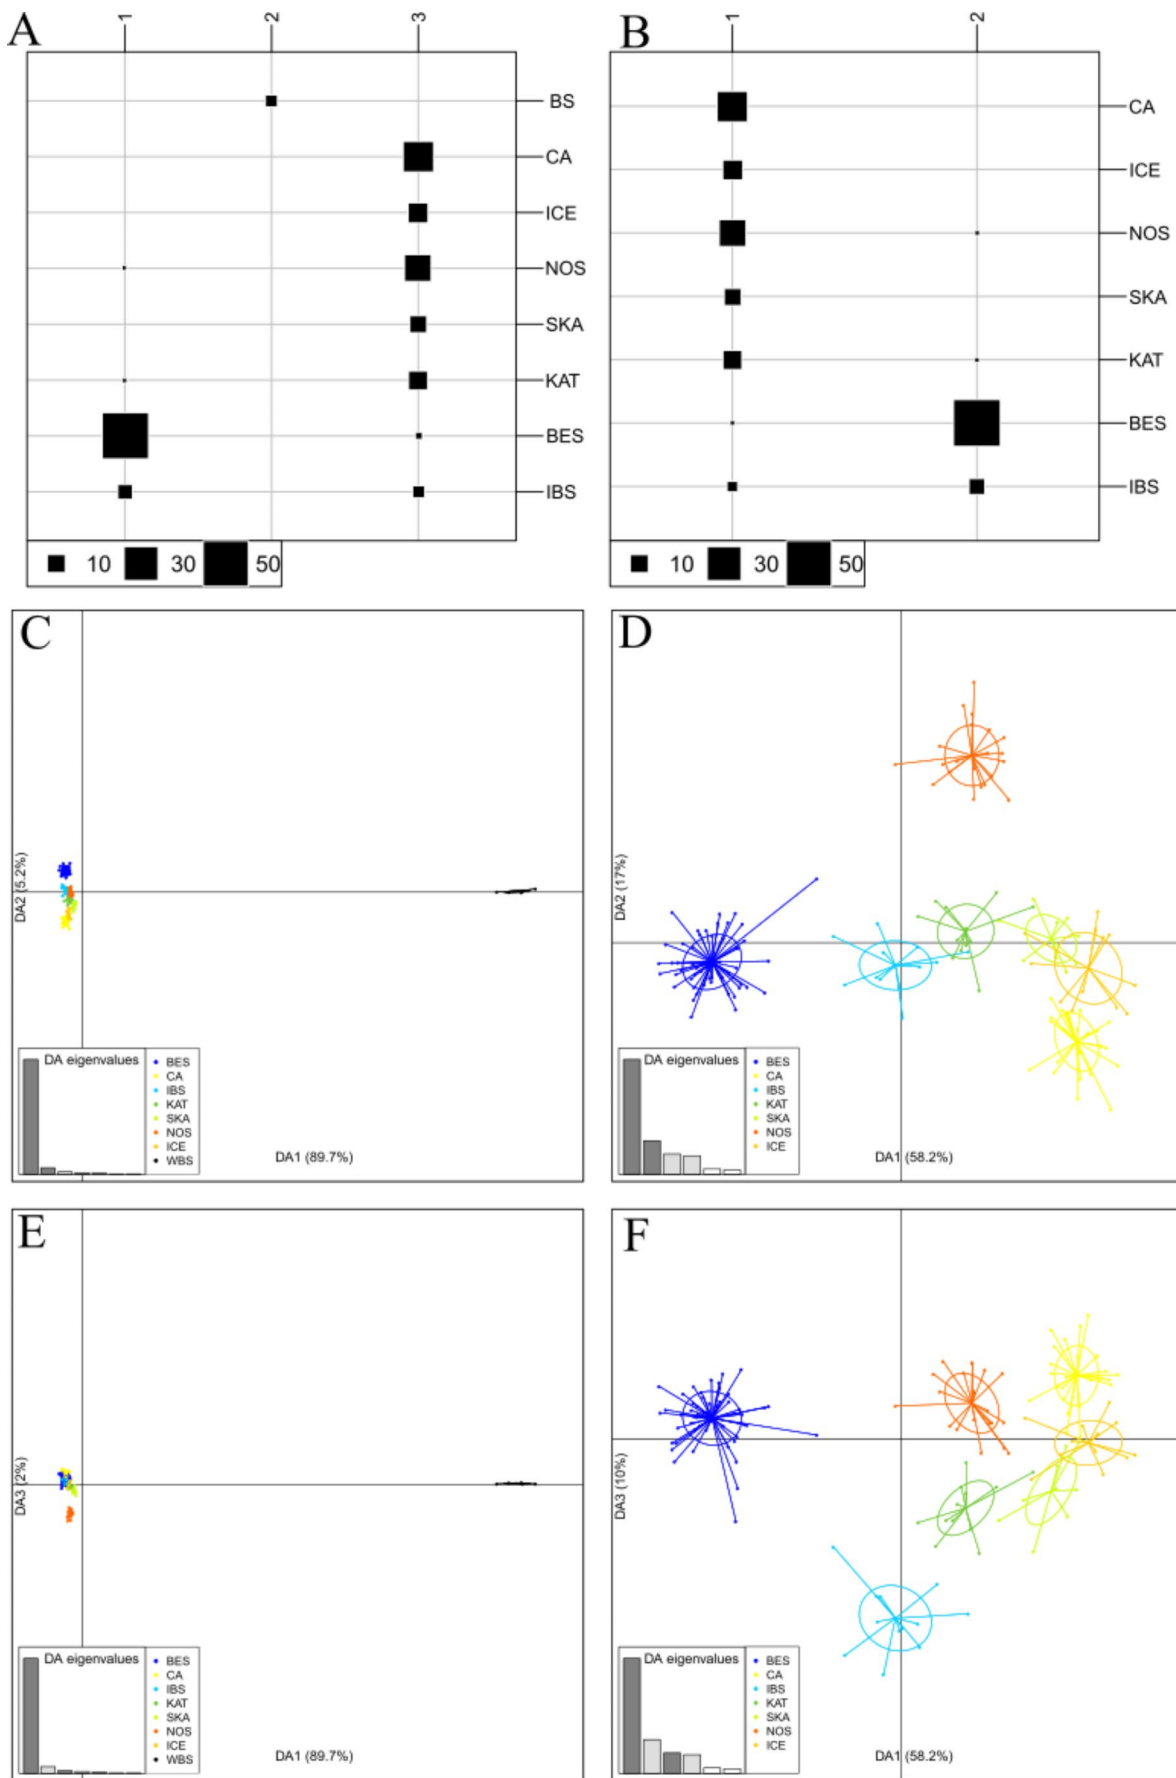 A
1
2
3
BS
CA
ICE
NOS
SKA
KAT
BES
IBS
10 30 50
B
1
2
CA
ICE
NOS
SKA
KAT
BES
IBS
10 30 50
C
DA2 (5.2%)
DA eigenvalues
BES
CA
IBS
KAT
SKA
NOS
ICE
WBS
DA1 (89.7%)
D
DA2 (17%)
DA eigenvalues
BES
CA
IBS
KAT
SKA
NOS
ICE
DA1 (58.2%)
E
DA3 (2%)
DA eigenvalues
BES
CA
IBS
KAT
SKA
NOS
ICE
WBS
DA1 (89.7%)
F
DA3 (10%)
DA eigenvalues
BES
CA
IBS
KAT
SKA
NOS
ICE
DA1 (58.2%)